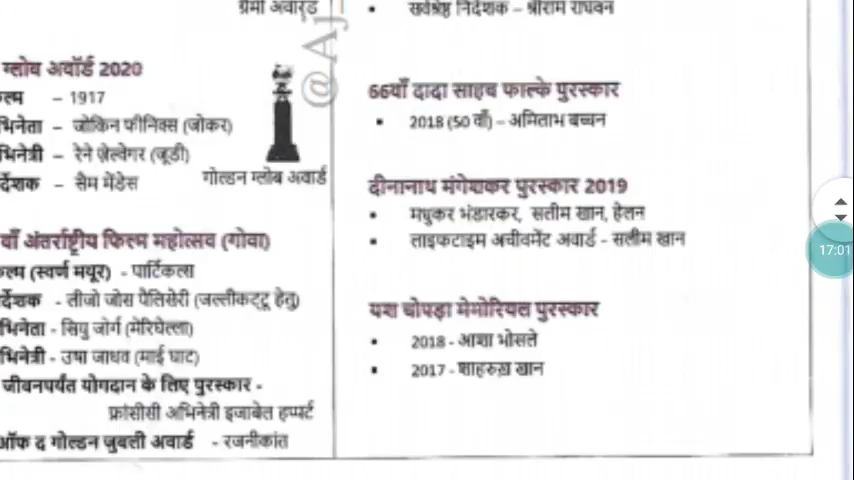 ग्रेमी अवार्ड
ग्लोब अवॉर्ड 2020
ल्म – 1917
भिनेता – जोकिन फीनिक्स (जोकर)
भिनेत्री – रेने ज़ेल्वेगर (जूडी)
र्देशक – सैम मेंडेस
गोल्डन ग्लोब अवार्ड
वाँ अंतर्राष्ट्रीय फिल्म महोत्सव (गोवा)
ल्म (स्वर्ण मयूर) - पार्टिकला
र्देशक - लीजो जोस पैलिसेरी (जल्लीकट्टू हेतु)
भिनेता - सियु जोर्ग (मेरिघेल्ला)
भिनेत्री - उषा जाधव (माई घाट)
जीवनपर्यंत योगदान के लिए पुरस्कार -
फ्रांसीसी अभिनेत्री इजाबेल हप्पर्ट
ऑफ द गोल्डन जुबली अवार्ड - रजनीकांत
@AJ
• सर्वश्रेष्ठ निर्देशक – श्रीराम राघवन
66वाँ दादा साहब फाल्के पुरस्कार
• 2018 (50 वाँ) – अमिताभ बच्चन
दीनानाथ मंगेशकर पुरस्कार 2019
• मधुकर भंडारकर, सलीम खान, हेलन
• लाइफटाइम अचीवमेंट अवार्ड - सलीम खान
यश चोपड़ा मेमोरियल पुरस्कार
• 2018 - आशा भोसले
• 2017 - शाहरुख़ खान
17:01